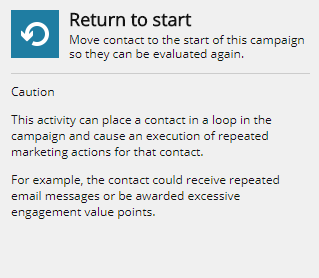 Return to start
Move contact to the start of this campaign
so they can be evaluated again.
Caution
This activity can place a contact in a loop in the
campaign and cause an execution of repeated
marketing actions for that contact.
For example, the contact could receive repeated
email messages or be awarded excessive
engagement value points.